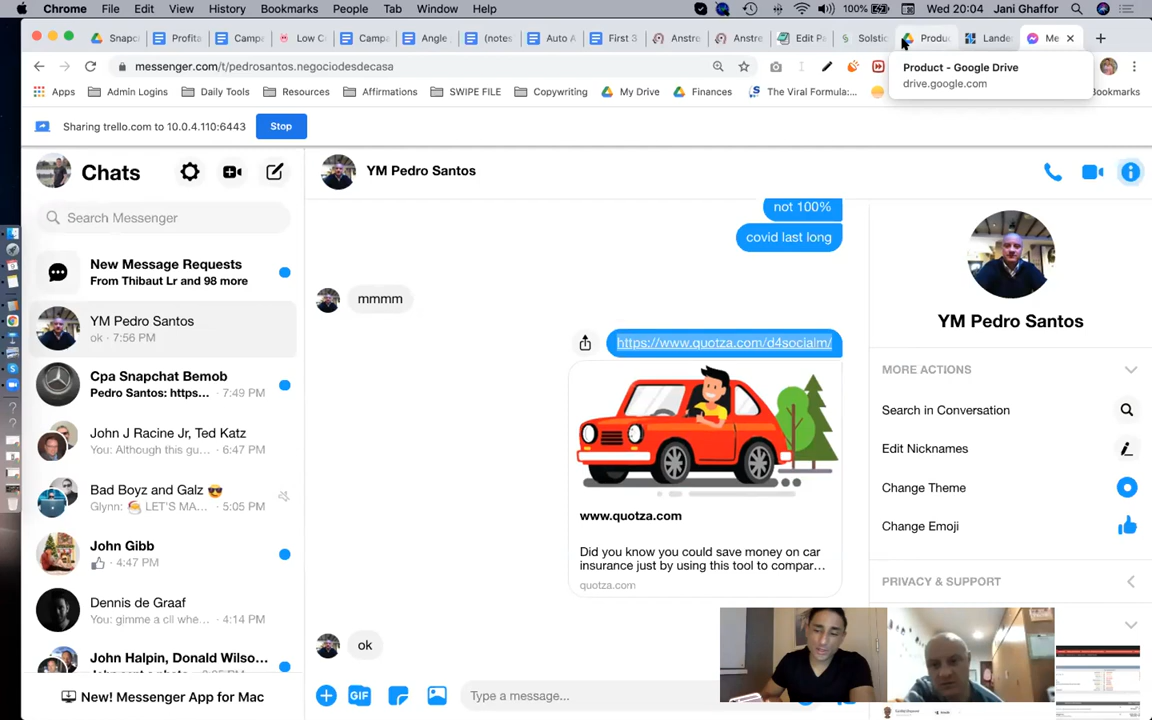 Chrome File Edit View History Bookmarks People Tab Window Help 100% Wed 20:04 Jani Ghaffor
Snapc Profita Campa Low C Campa Angle (notes Auto A First 3 Anstre Anstre Edit Pa Solstic Produ Lande Me
messenger.com/t/pedrosantos.negociodesdecasa
Product - Google Drive
drive.google.com
Apps Admin Logins Daily Tools Resources Affirmations SWIPE FILE Copywriting My Drive Finances The Viral Formula:... Bookmarks
Sharing trello.com to 10.0.4.110:6443 Stop
Chats
Search Messenger
New Message Requests
From Thibaut Lr and 98 more
YM Pedro Santos
ok · 7:56 PM
Cpa Snapchat Bemob
Pedro Santos: https... · 7:49 PM
John J Racine Jr, Ted Katz
You: Although this gu... · 6:47 PM
Bad Boyz and Galz 😎
Glynn: 🎅 LET'S MA... · 5:05 PM
John Gibb
· 4:47 PM
Dennis de Graaf
You: gimme a cll whe... · 4:14 PM
John Halpin, Donald Wilso...
New! Messenger App for Mac
YM Pedro Santos
not 100%
covid last long
mmmm
https://www.quotza.com/d4socialm/
www.quotza.com
Did you know you could save money on car
insurance just by using this tool to compar...
quotza.com
ok
GIF
Type a message...
YM Pedro Santos
MORE ACTIONS
Search in Conversation
Edit Nicknames
Change Theme
Change Emoji
PRIVACY & SUPPORT